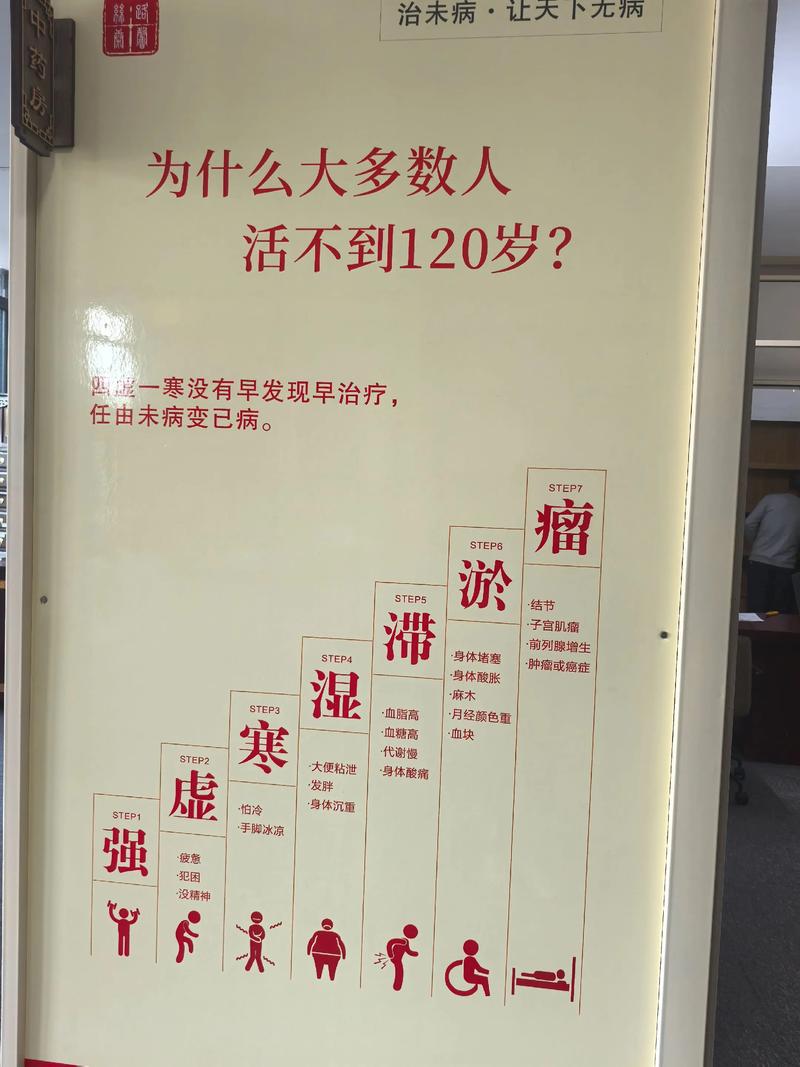 中药房
治未病·让天下无病
为什么大多数人
活不到120岁？
四虚一寒没有早发现早治疗，
任由未病变已病。
STEP1
强
STEP2
虚
·疲惫
·犯困
·没精神
STEP3
寒
·怕冷
·手脚冰凉
STEP4
湿
·大便粘泄
·发胖
·身体沉重
STEP5
滞
·血脂高
·血糖高
·代谢慢
·身体酸痛
STEP6
淤
·身体堵塞
·身体酸胀
·麻木
·月经颜色重
·血块
STEP7
瘤
·结节
·子宫肌瘤
·前列腺增生
·肿瘤或癌症